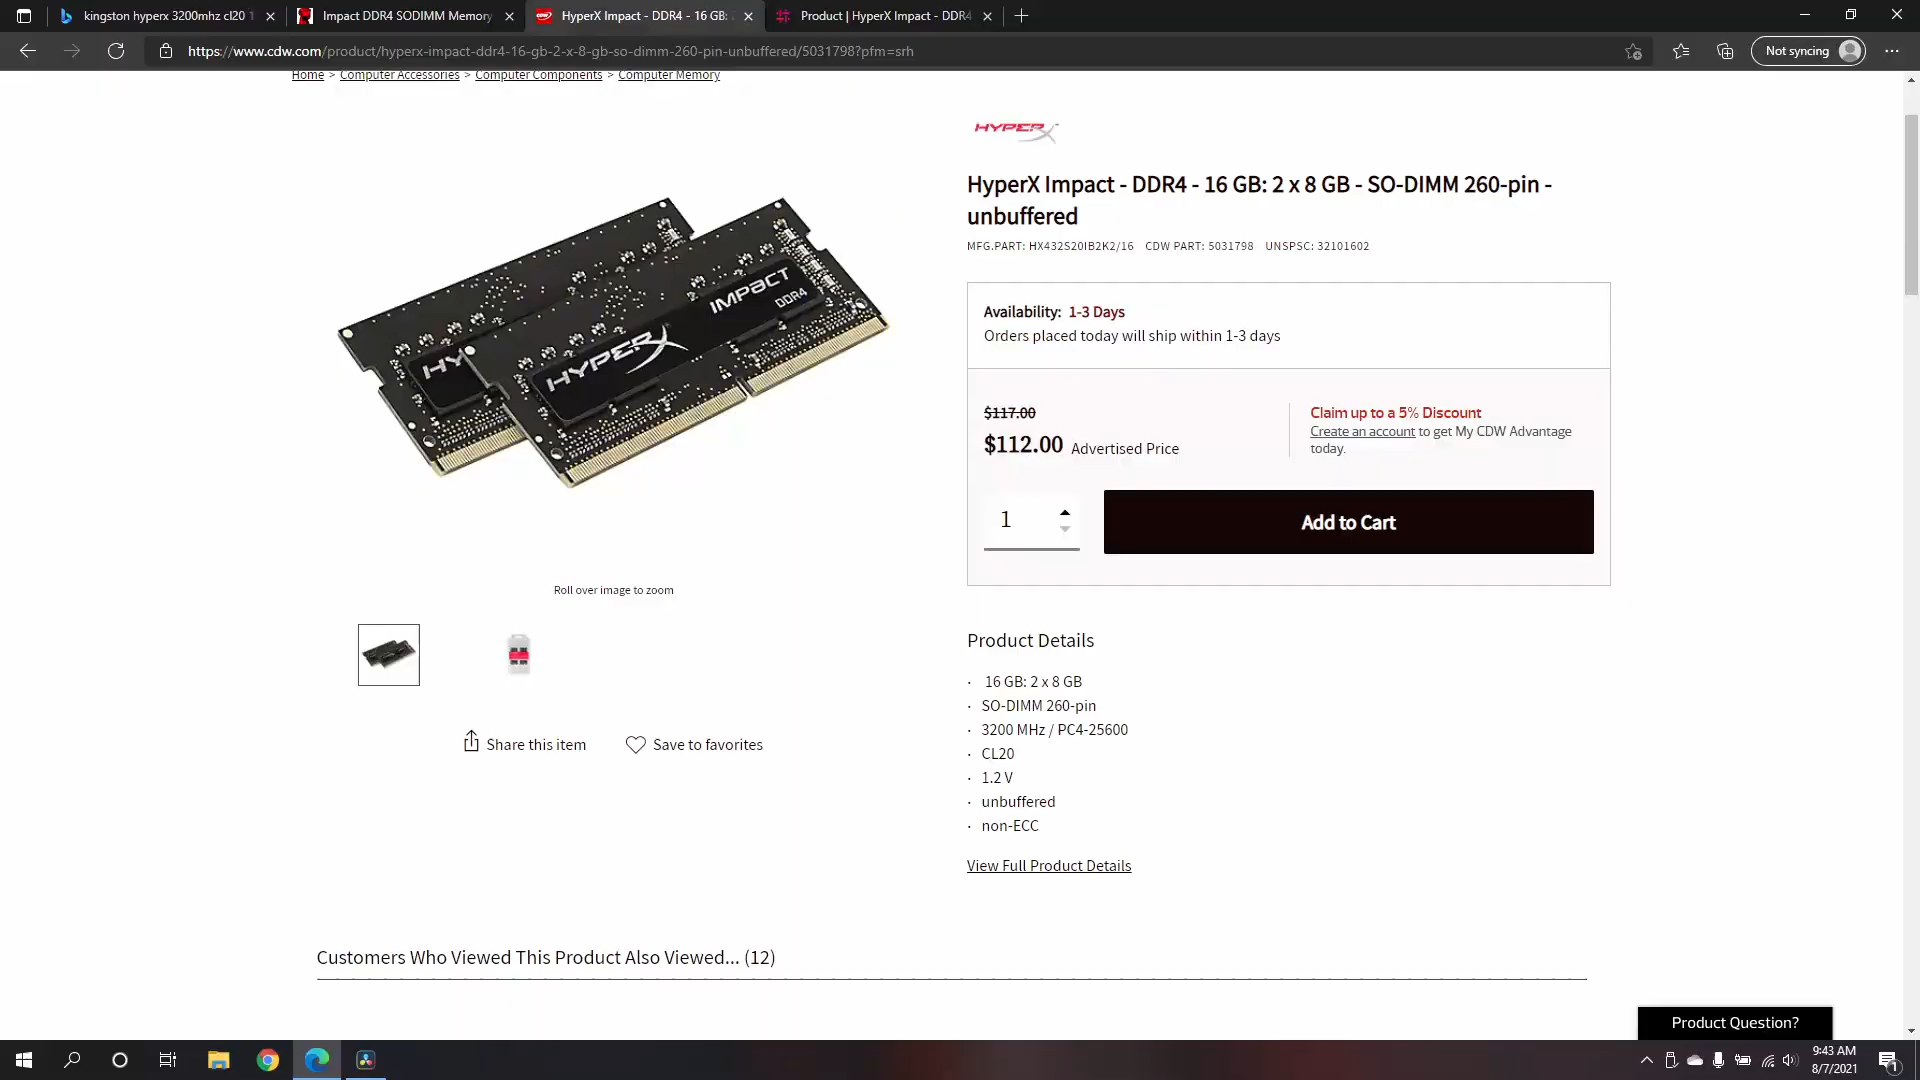 kingston hyperx 3200mhz cl20 1
Impact DDR4 SODIMM Memory
HyperX Impact - DDR4 - 16 GB:
Product | HyperX Impact - DDR4
https://www.cdw.com/product/hyperx-impact-ddr4-16-gb-2-x-8-gb-so-dimm-260-pin-unbuffered/5031798?pfm=srh
Not syncing
Home > Computer Accessories > Computer Components > Computer Memory
HYPERX
HyperX Impact - DDR4 - 16 GB: 2 x 8 GB - SO-DIMM 260-pin -
unbuffered
MFG.PART: HX432S20IB2K2/16 CDW PART: 5031798 UNSPSC: 32101602
HY
HYPERX
IMPACT
DDR4
Availability: 1-3 Days
Orders placed today will ship within 1-3 days
$117.00
$112.00 Advertised Price
Claim up to a 5% Discount
Create an account to get My CDW Advantage
today.
1
Add to Cart
Roll over image to zoom
Share this item
Save to favorites
Product Details
· 16 GB: 2 x 8 GB
· SO-DIMM 260-pin
· 3200 MHz / PC4-25600
· CL20
· 1.2 V
· unbuffered
· non-ECC
View Full Product Details
Customers Who Viewed This Product Also Viewed... (12)
Product Question?
9:43 AM
8/7/2021
1